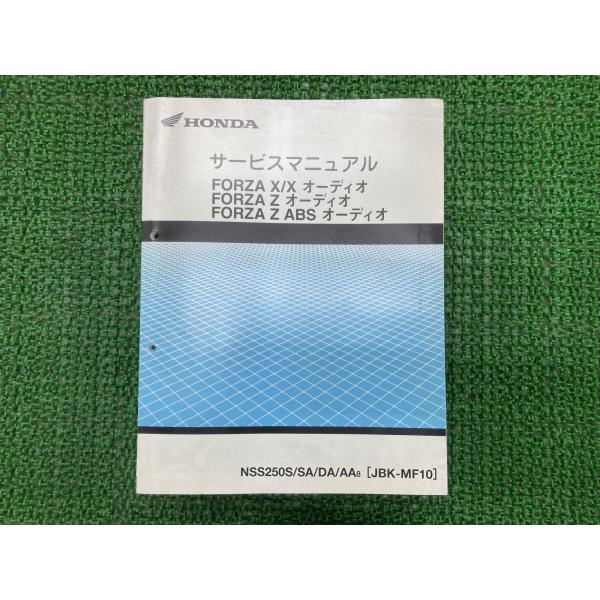 HONDA
サービスマニュアル
FORZA X/X オーディオ
FORZA Z オーディオ
FORZA Z ABS オーディオ
NSS250S/SA/DA/AA8 [JBK-MF10]